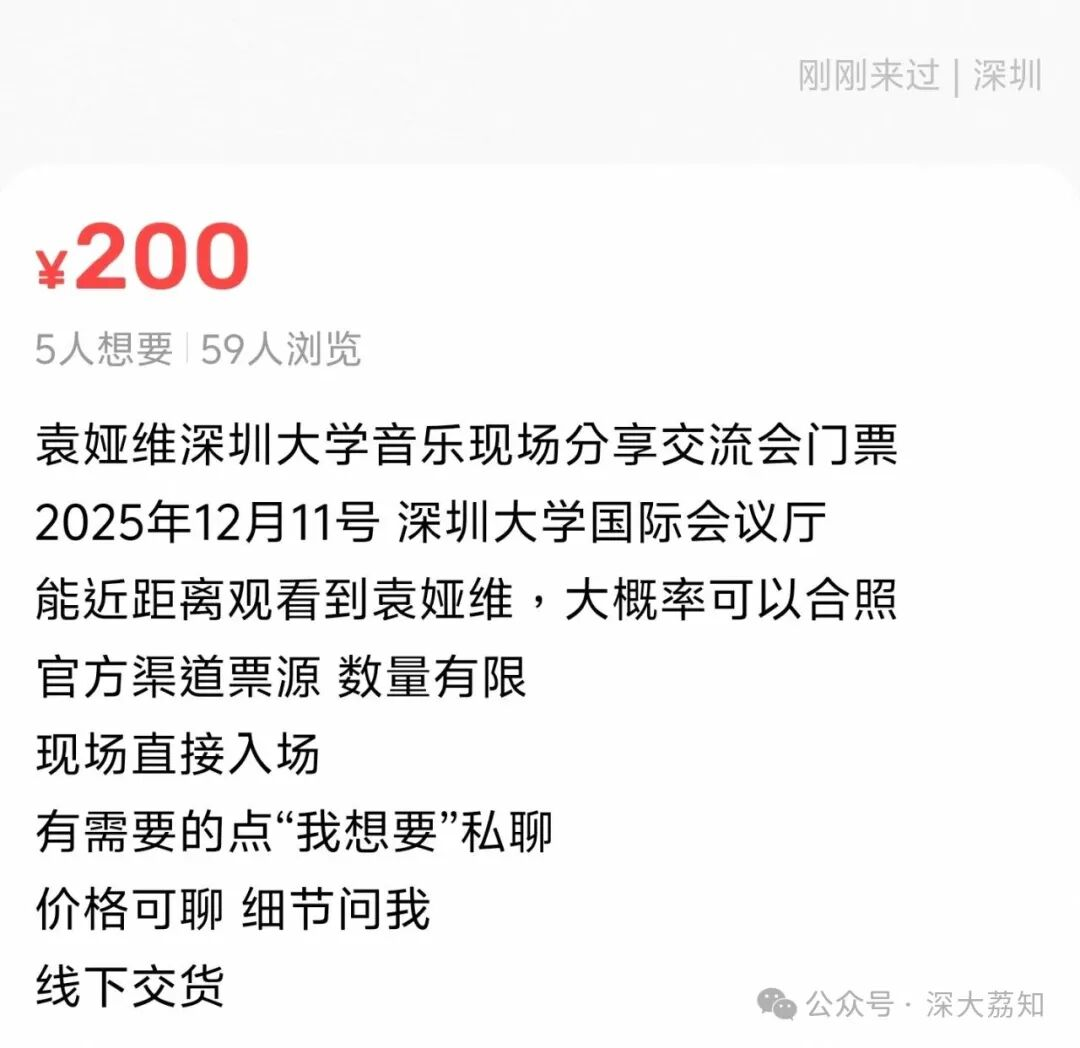 刚刚来过 | 深圳
¥200
5人想要 | 59人浏览
袁娅维深圳大学音乐现场分享交流会门票
2025年12月11号 深圳大学国际会议厅
能近距离观看到袁娅维，大概率可以合照
官方渠道票源 数量有限
现场直接入场
有需要的点“我想要”私聊
价格可聊 细节问我
线下交货
公众号 · 深大荔知